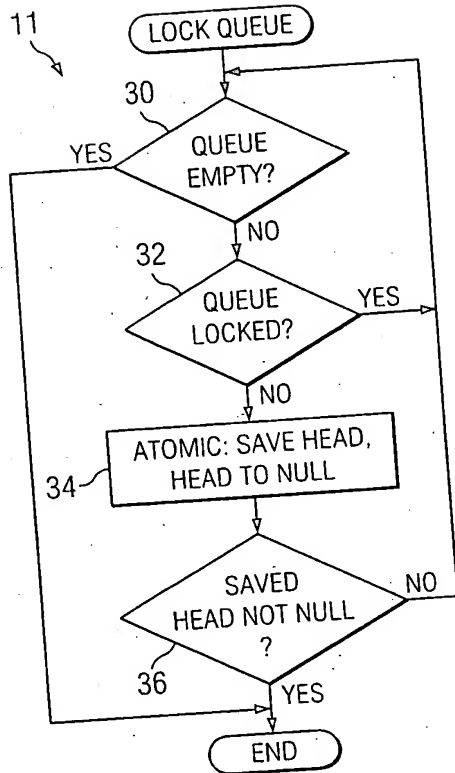 11
LOCK QUEUE
30
YES
QUEUE
EMPTY?
NO
32
QUEUE
LOCKED?
YES
NO
34
ATOMIC: SAVE HEAD,
HEAD TO NULL
SAVED
HEAD NOT NULL
?
NO
36
YES
END